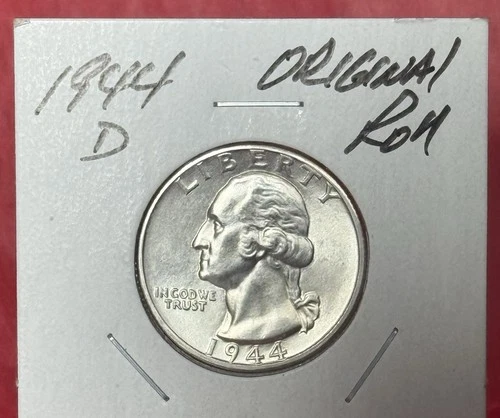 1944 ORIGINAL
D Roll
LIBERTY
IN GOD WE
TRUST
1944